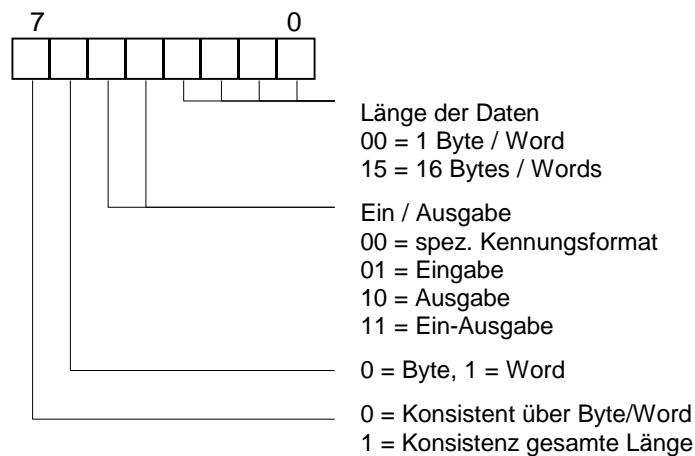 7 0
Länge der Daten
00 = 1 Byte / Word
15 = 16 Bytes / Words
Ein / Ausgabe
00 = spez. Kennungsformat
01 = Eingabe
10 = Ausgabe
11 = Ein-Ausgabe
0 = Byte, 1 = Word
0 = Konsistent über Byte/Word
1 = Konsistenz gesamte Länge